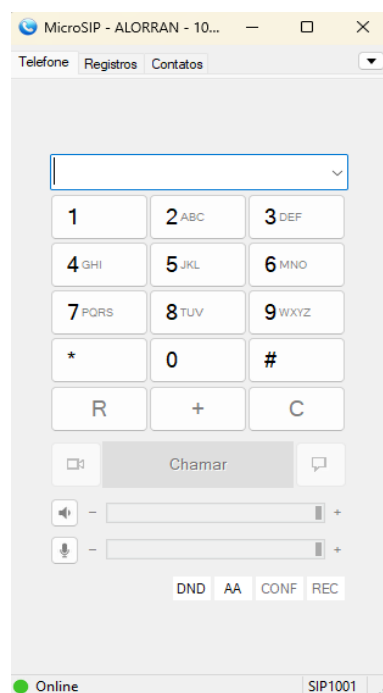 MicroSIP - ALORRAN - 10...
Telefone Registros Contatos
1 2 ABC 3 DEF
4 GHI 5 JKL 6 MNO
7 PQRS 8 TUV 9 WXYZ
* 0 #
R + C
Chamar
- +
- +
DND AA CONF REC
Online SIP1001